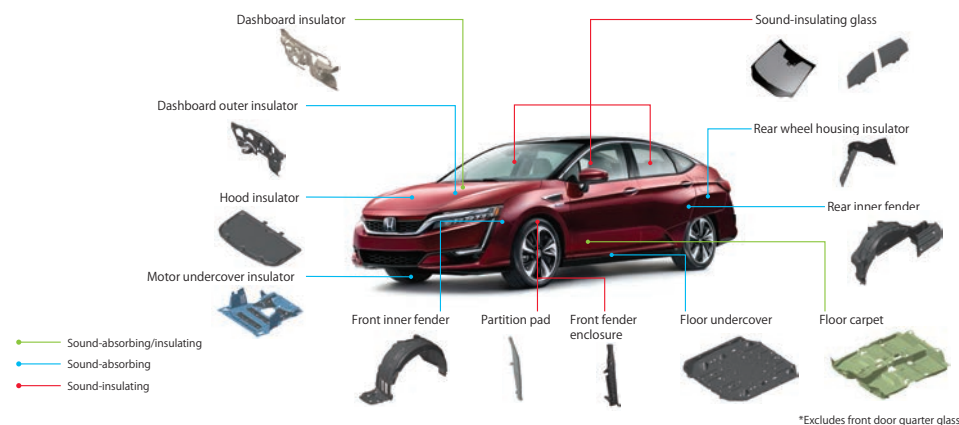 Dashboard insulator
Sound-insulating glass
Dashboard outer insulator
Rear wheel housing insulator
Hood insulator
Rear inner fender
Motor undercover insulator
Front inner fender
Partition pad
Front fender
enclosure
Floor undercover
Floor carpet
Sound-absorbing/insulating
Sound-absorbing
Sound-insulating
*Excludes front door quarter glass